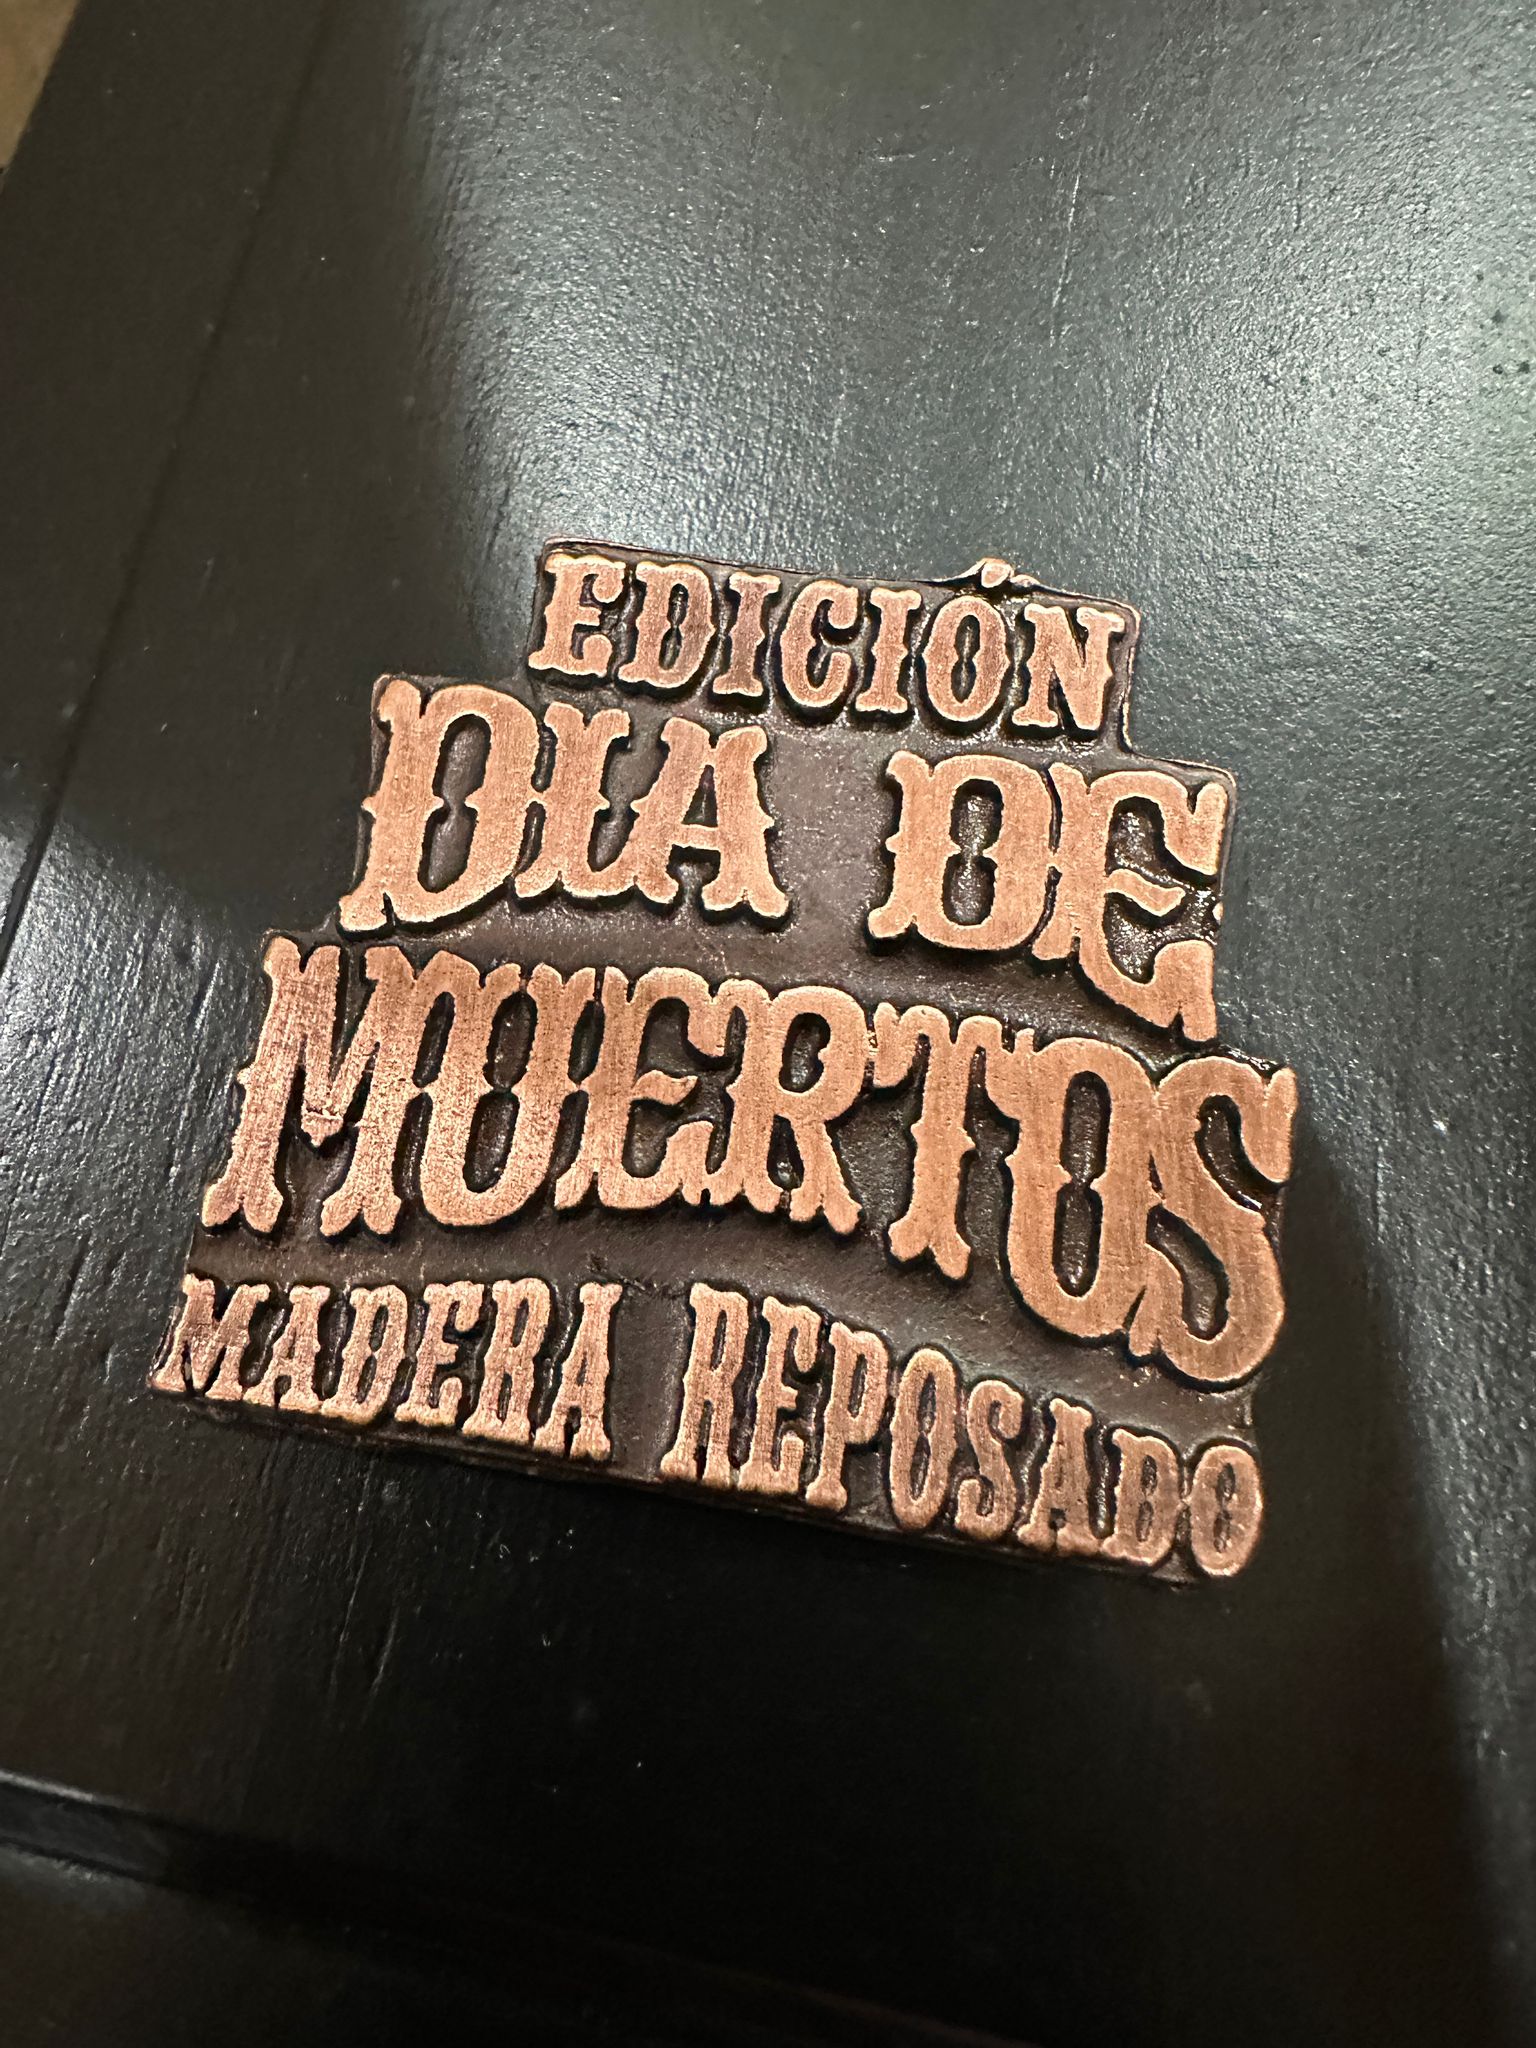 EDICIÓN
DIA DE
MUERTOS
MADERA REPOSADO